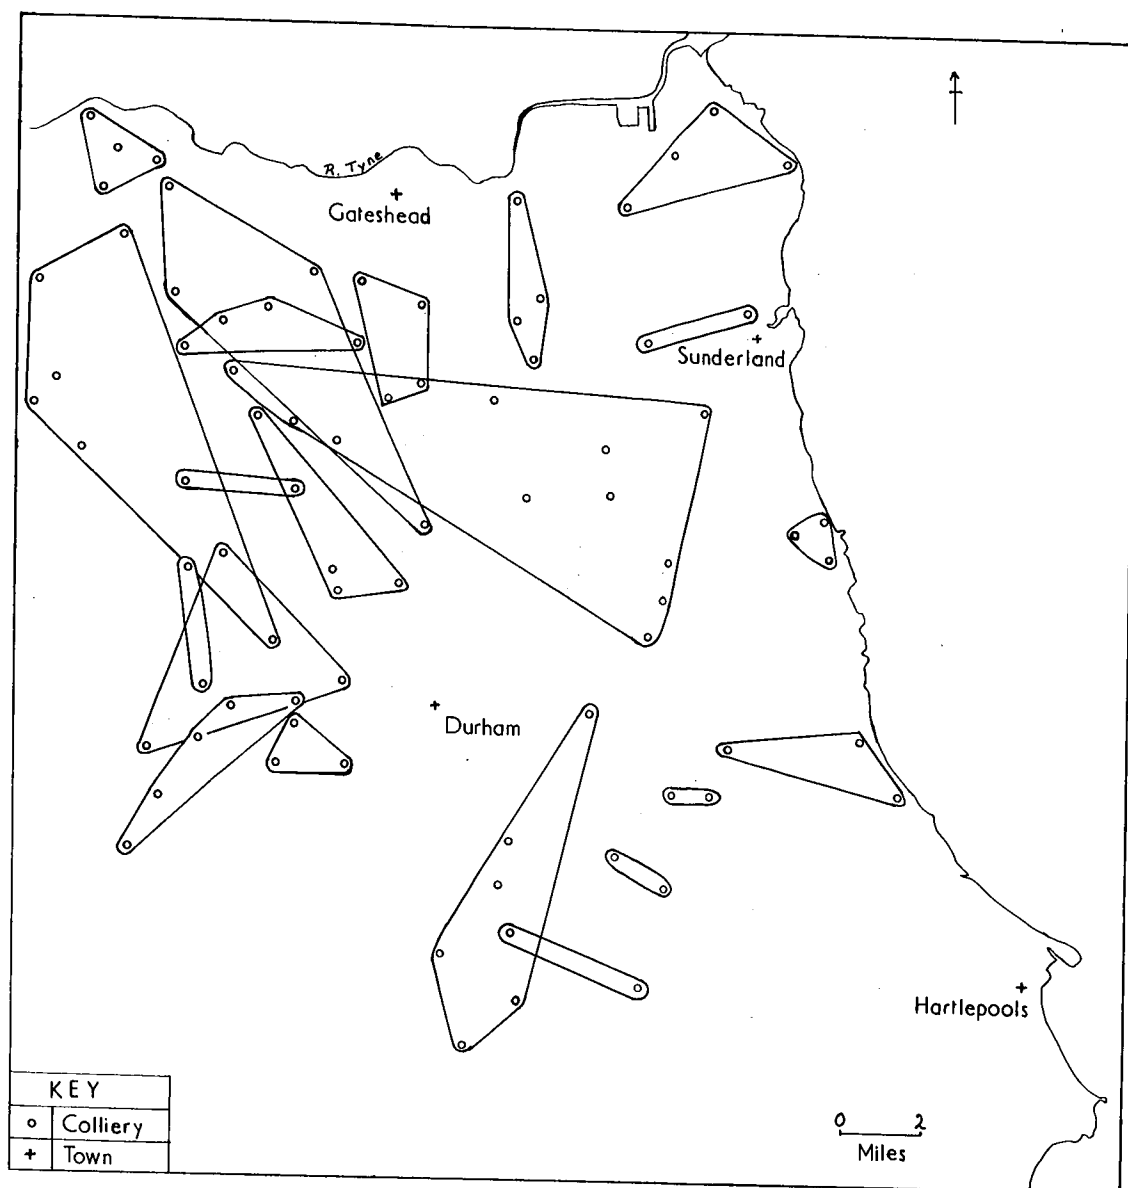 R. Tyne
Gateshead
Sunderland
Durham
Hartlepools
KEY
Colliery
Town
0 2
Miles